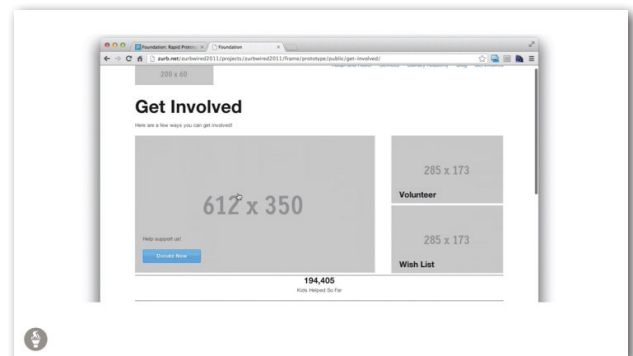 Foundation: Rapid Protot
Foundation
zurb.net/zurbwired2011/projects/zurbwired2011/frame/prototype/public/get-involved/
200 x 60
Get Involved
Here are a few ways you can get involved!
612 x 350
Help support us!
Donate Now
285 x 173
Volunteer
285 x 173
Wish List
194,405
Kids Helped So Far